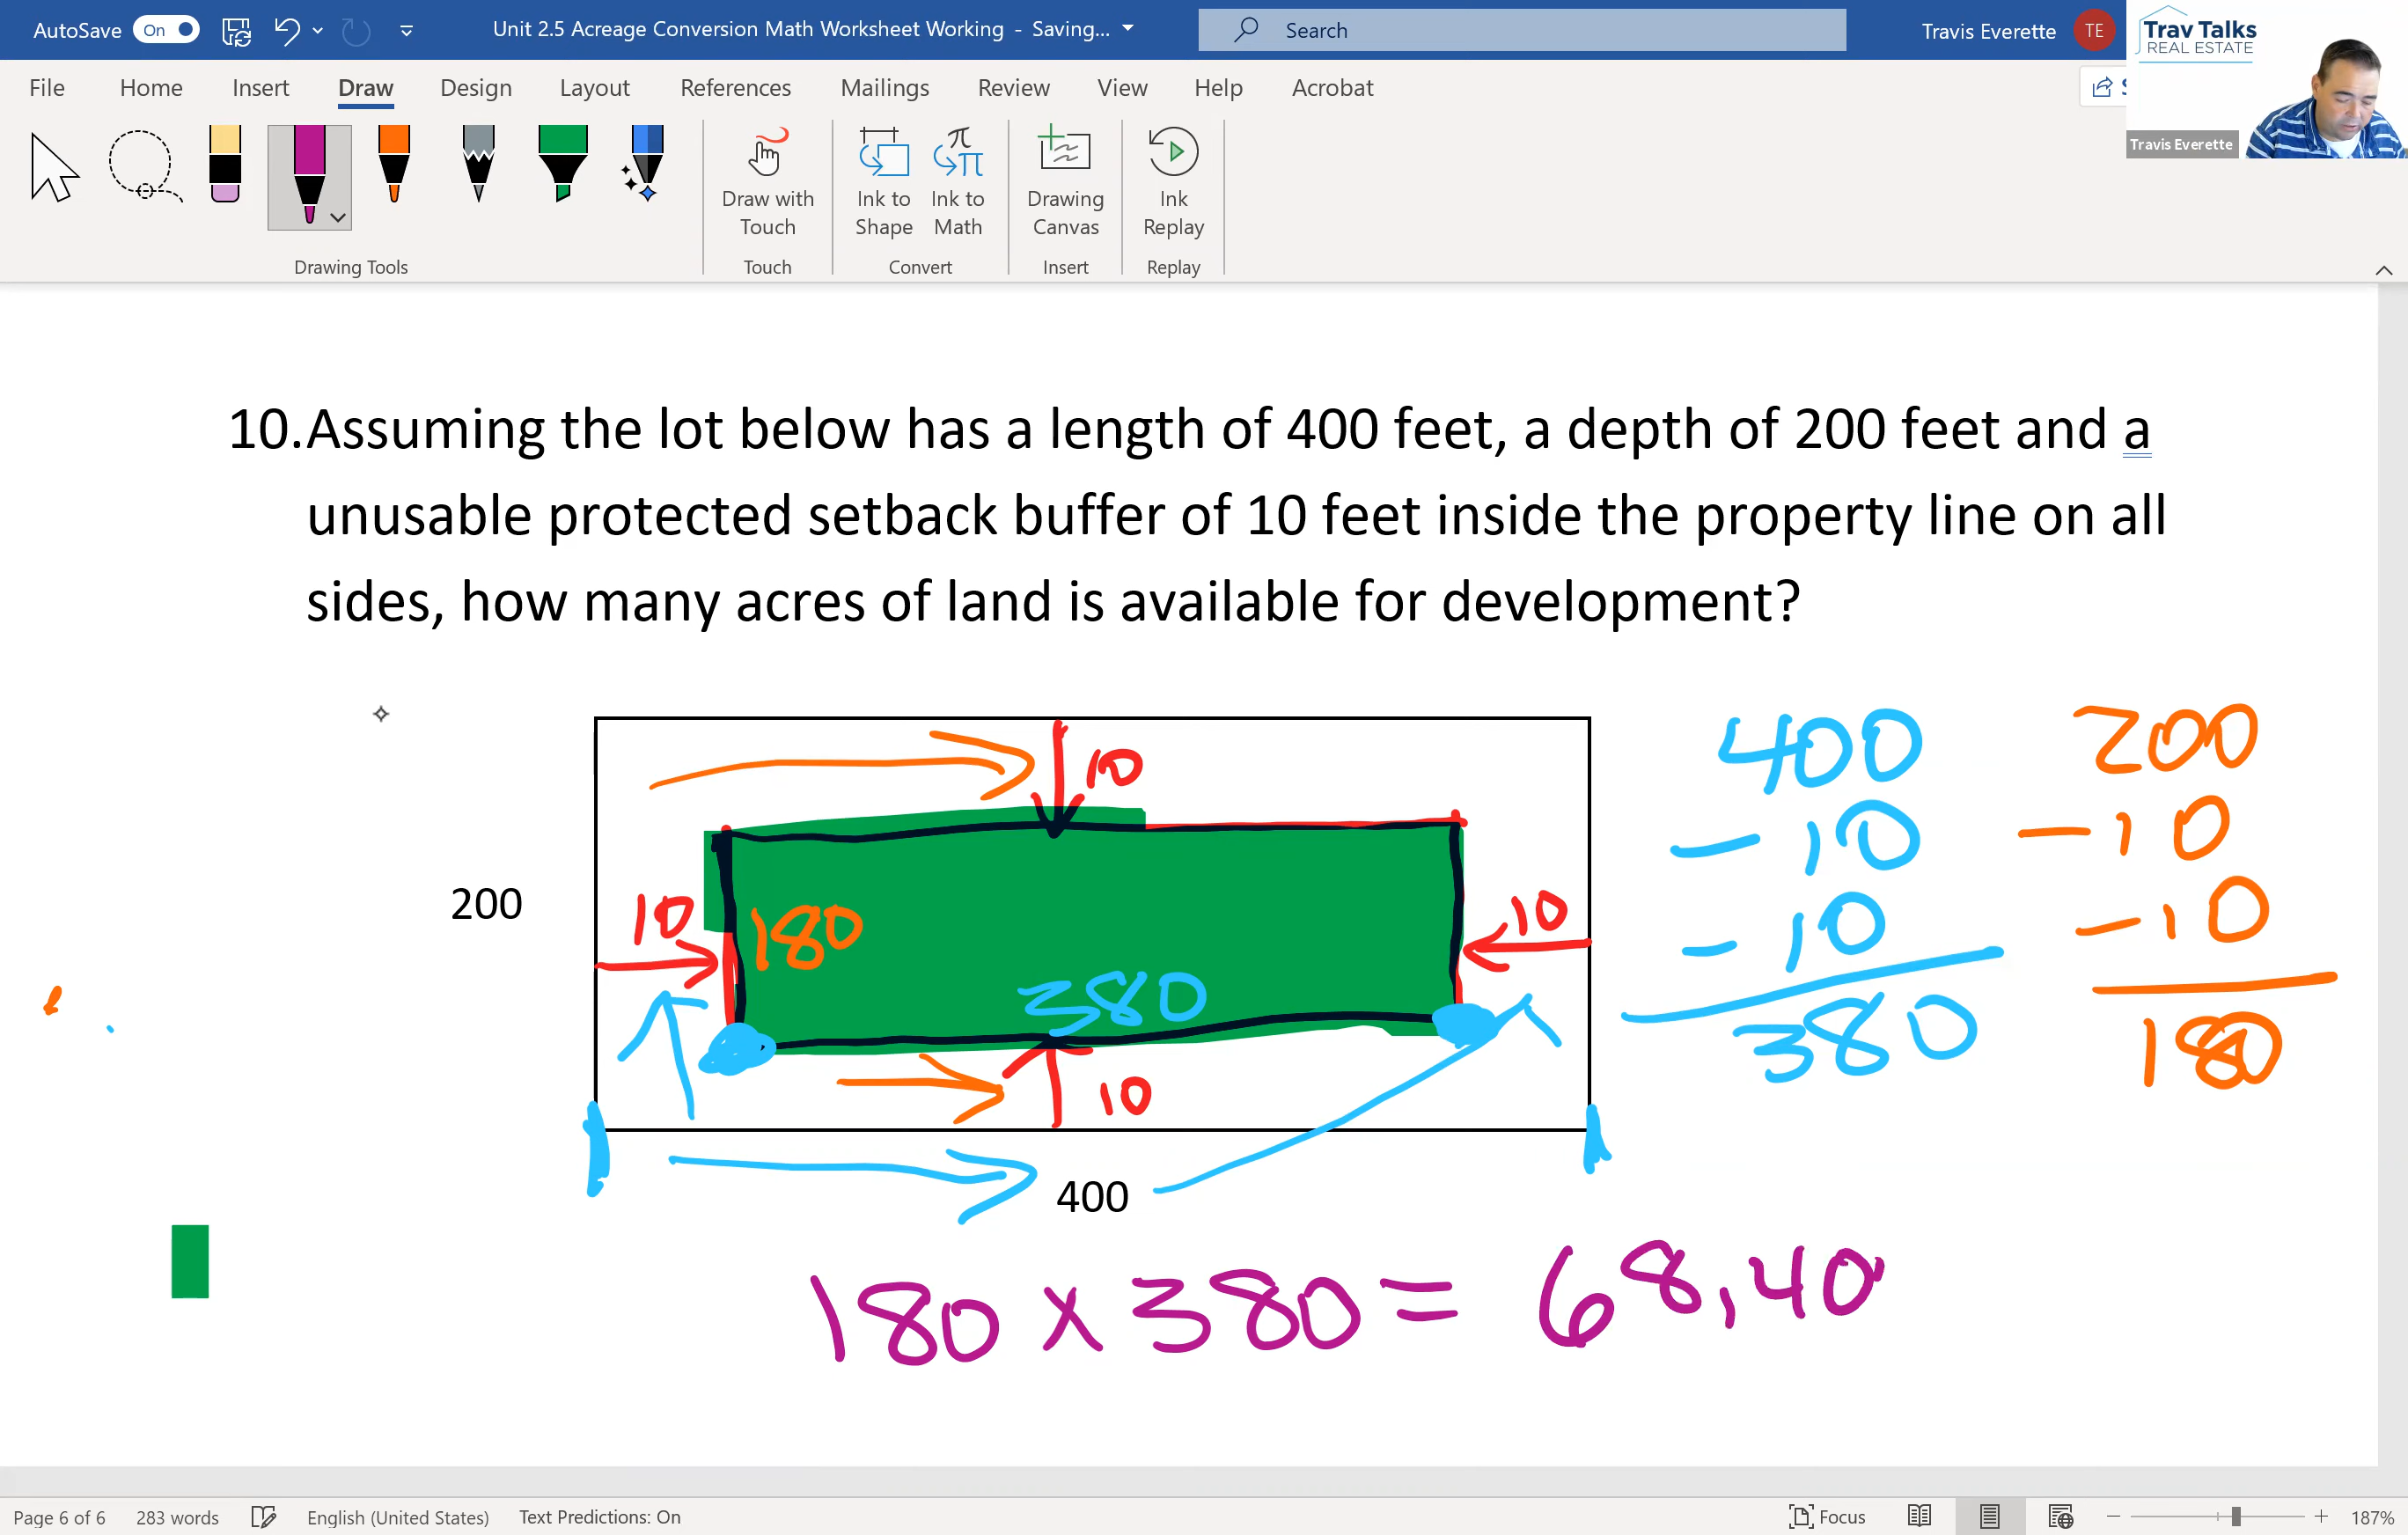 AutoSave On Unit 2.5 Acreage Conversion Math Worksheet Working - Saving... Search Travis Everette TE
Trav Talks
REAL ESTATE
Travis Everette
File Home Insert Draw Design Layout References Mailings Review View Help Acrobat
Draw with Touch
Ink to Shape
Ink to Math
Drawing Canvas
Ink Replay
Drawing Tools Touch Convert Insert Replay
10.Assuming the lot below has a length of 400 feet, a depth of 200 feet and a
unusable protected setback buffer of 10 feet inside the property line on all
sides, how many acres of land is available for development?
10
200
10
180
10
380
10
400
400
-10
-10
380
200
-10
-10
180
180 x 380 = 68,40
Page 6 of 6 283 words English (United States) Text Predictions: On Focus 187%